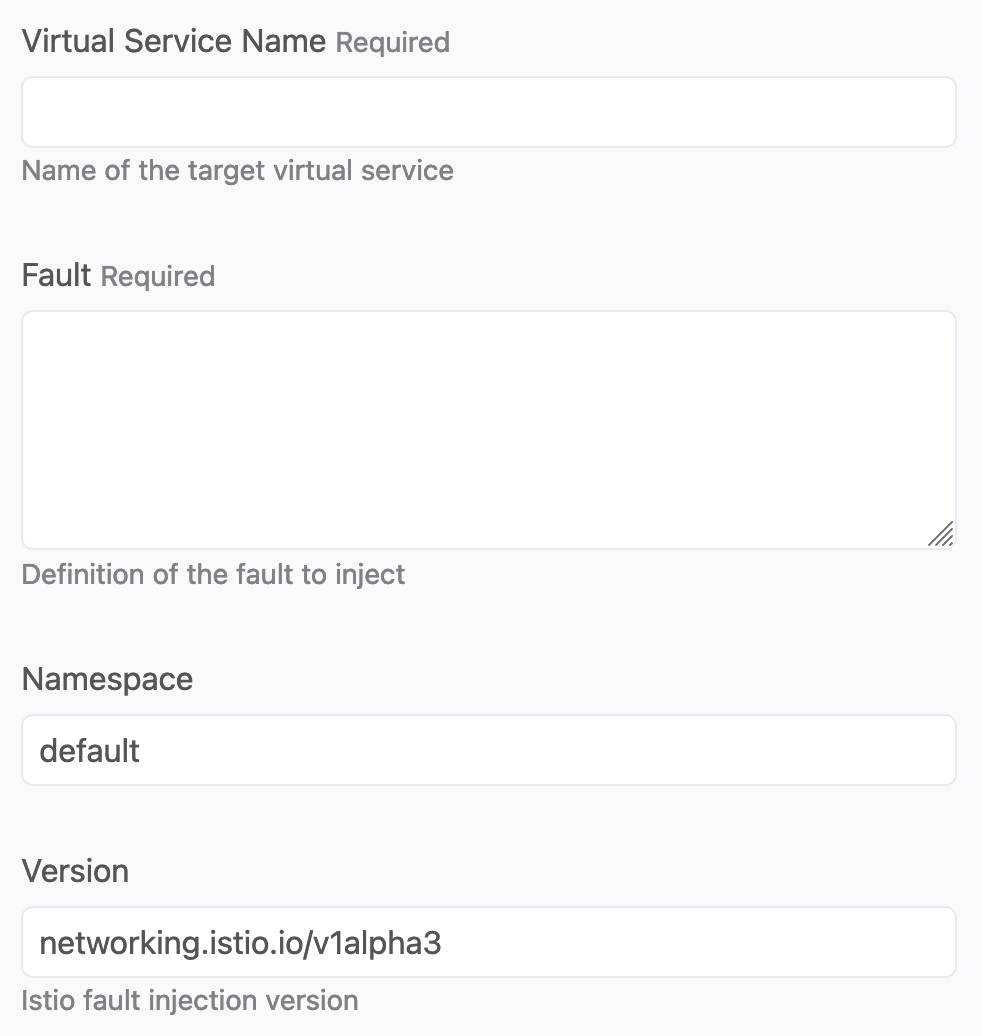 Virtual Service Name Required
Name of the target virtual service
Fault Required
Definition of the fault to inject
Namespace
default
Version
networking.istio.io/v1alpha3
Istio fault injection version